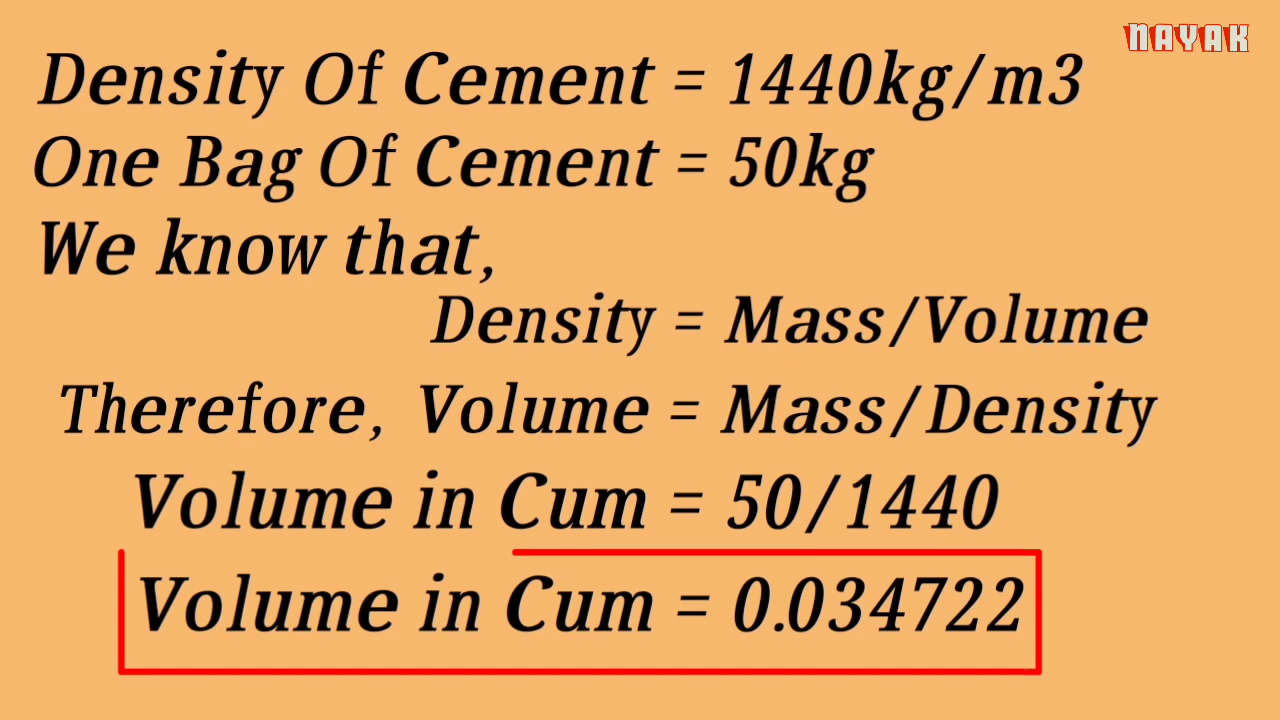 NAYAK
Density Of Cement = 1440kg/m3
One Bag Of Cement = 50kg
We know that,
Density = Mass/Volume
Therefore, Volume = Mass/Density
Volume in Cum = 50/1440
Volume in Cum = 0.034722